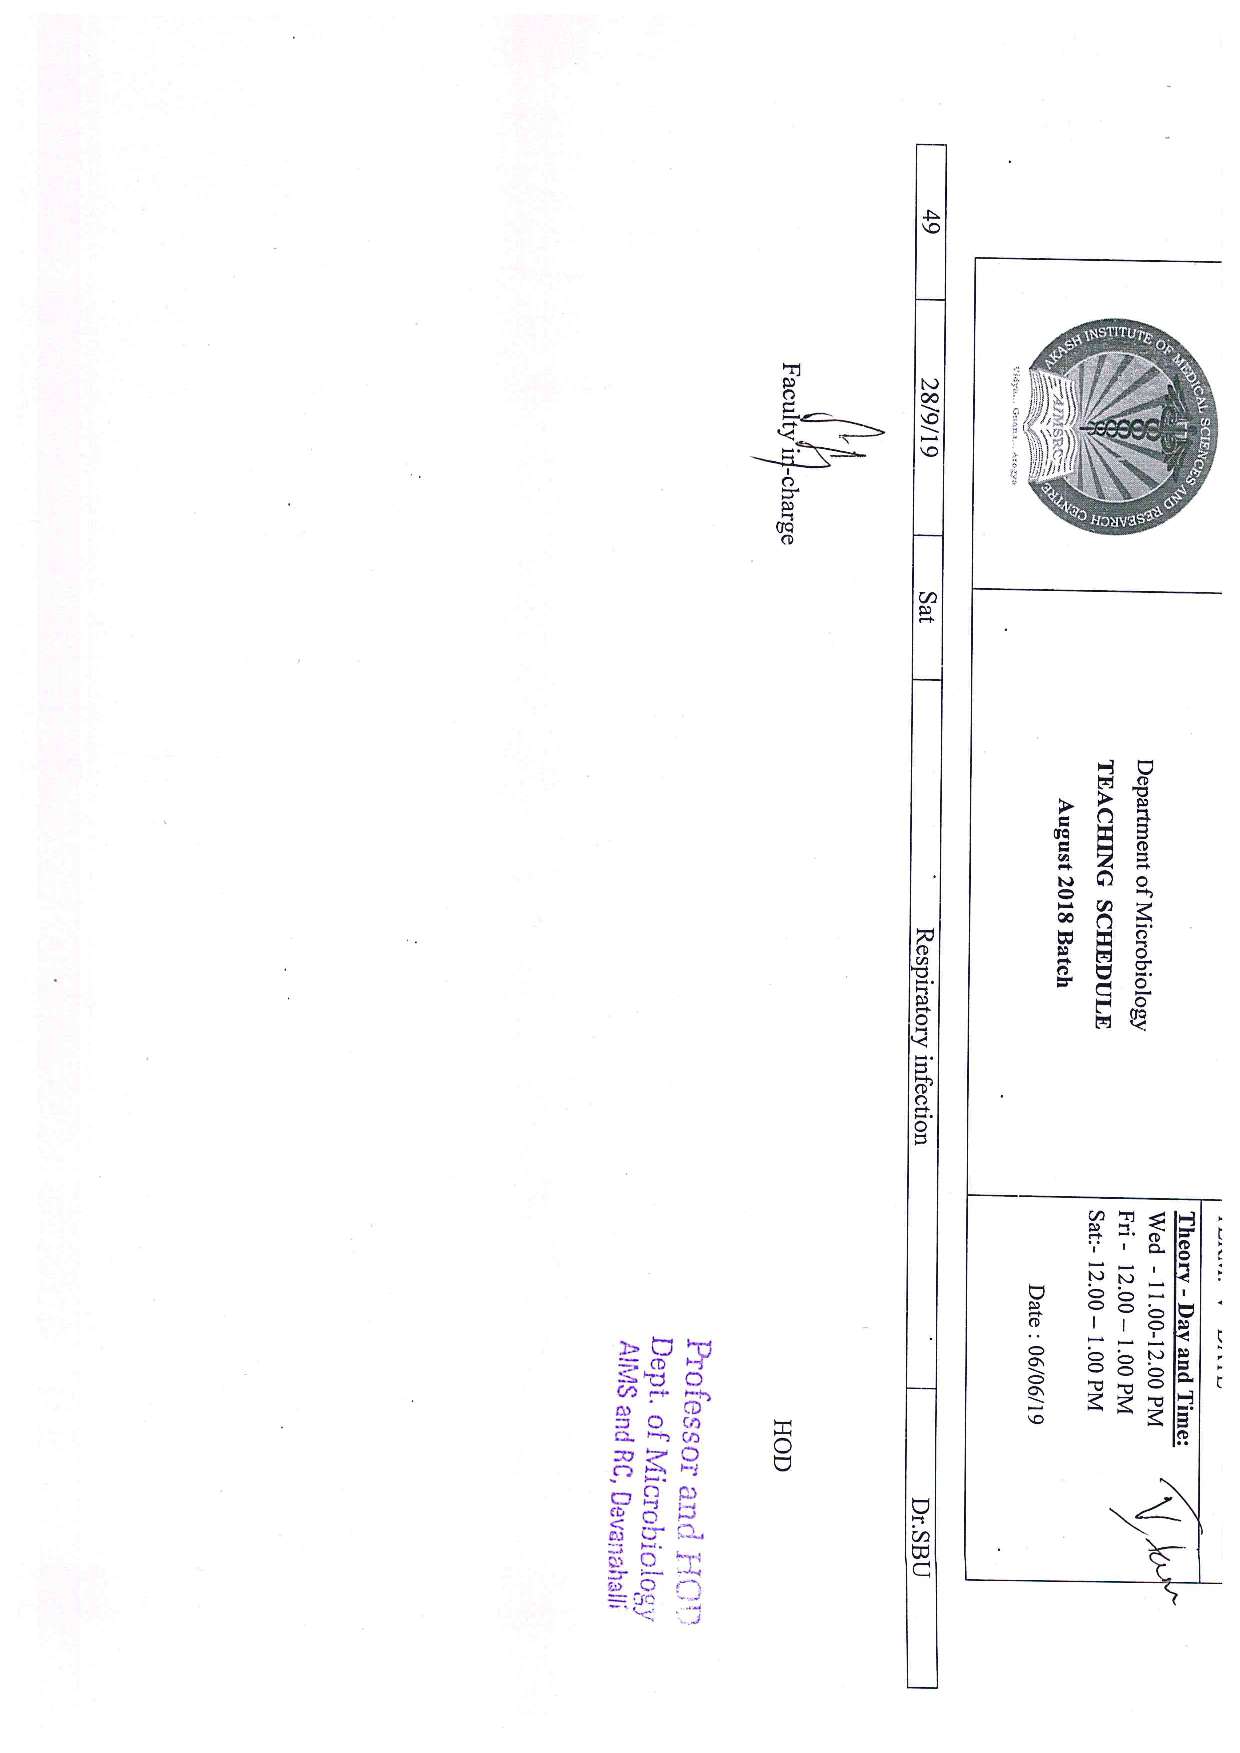 AKASH INSTITUTE OF MEDICAL SCIENCES AND RESEARCH CENTRE
AIMSRC
Vidya... Gnana... Arogya
Department of Microbiology
TEACHING SCHEDULE
August 2018 Batch
Theory - Day and Time:
Wed - 11.00-12.00 PM
Fri - 12.00 – 1.00 PM
Sat:- 12.00 – 1.00 PM
Date : 06/06/19
49 28/9/19 Sat Respiratory infection Dr.SBU
Faculty in-charge
HOD
Professor and HOD
Dept. of Microbiology
AIMS and RC, Devanahalli